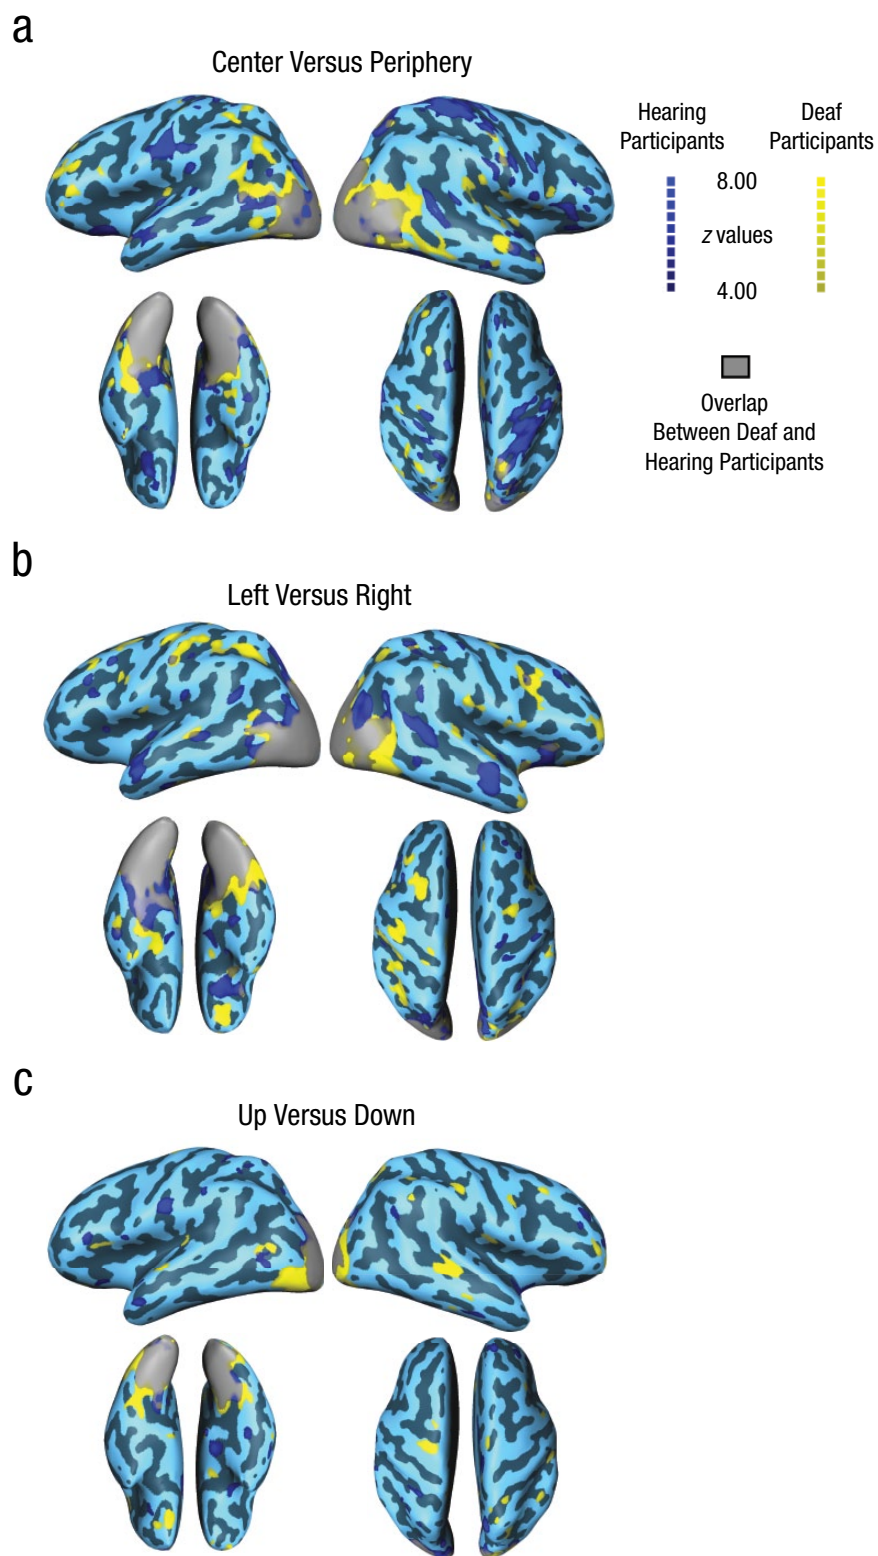 a
Center Versus Periphery
Hearing
Participants
Deaf
Participants
8.00
z values
4.00
Overlap
Between Deaf and
Hearing Participants
b
Left Versus Right
c
Up Versus Down